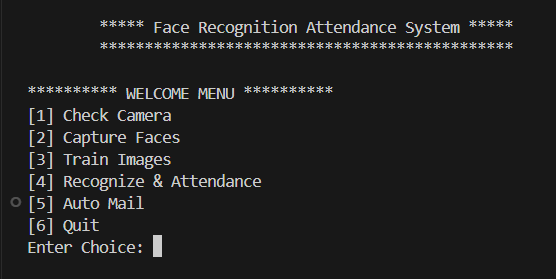 ***** Face Recognition Attendance System *****
**********************************************
********** WELCOME MENU **********
[1] Check Camera
[2] Capture Faces
[3] Train Images
[4] Recognize & Attendance
[5] Auto Mail
[6] Quit
Enter Choice: